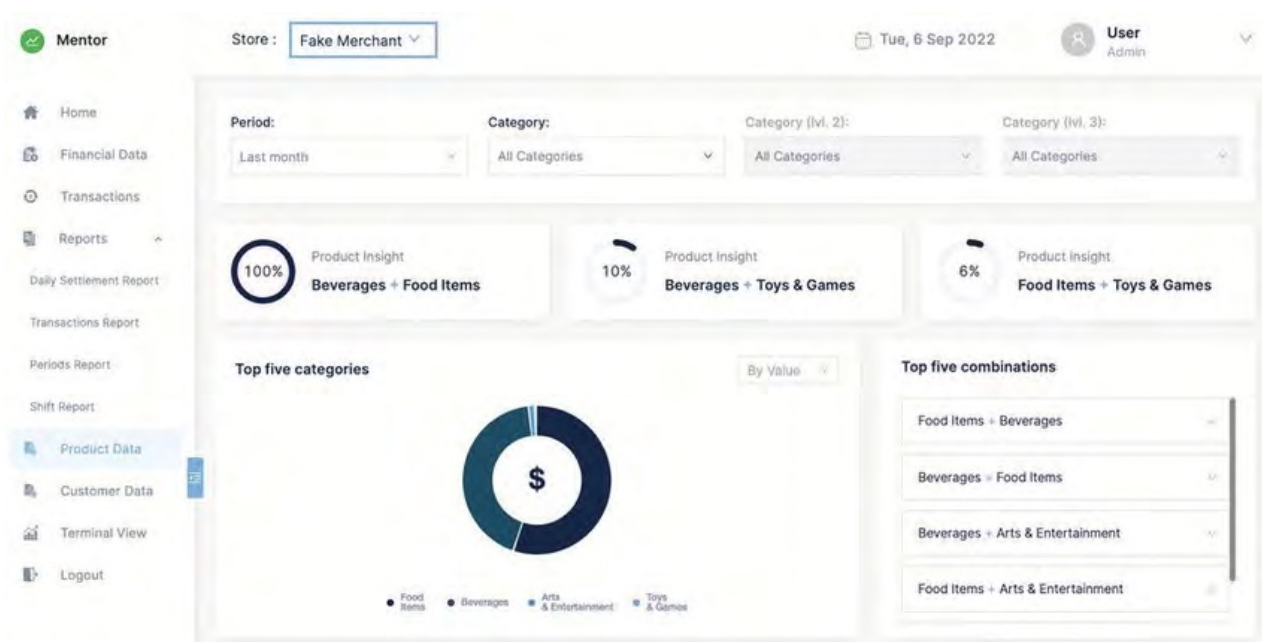 Mentor
Store : Fake Merchant
Tue, 6 Sep 2022
User
Admin
Home
Financial Data
Transactions
Reports
Daily Settlement Report
Transactions Report
Periods Report
Shift Report
Product Data
Customer Data
Terminal View
Logout
Period: Category: Category (lvl. 2): Category (lvl. 3):
Last month All Categories All Categories All Categories
100%
Product Insight
Beverages + Food Items
10%
Product Insight
Beverages + Toys & Games
6%
Product Insight
Food Items + Toys & Games
Top five categories
By Value
$
Food
Items
Beverages
Arts
& Entertainment
Toys
& Games
Top five combinations
Food Items + Beverages
Beverages + Food Items
Beverages + Arts & Entertainment
Food Items + Arts & Entertainment